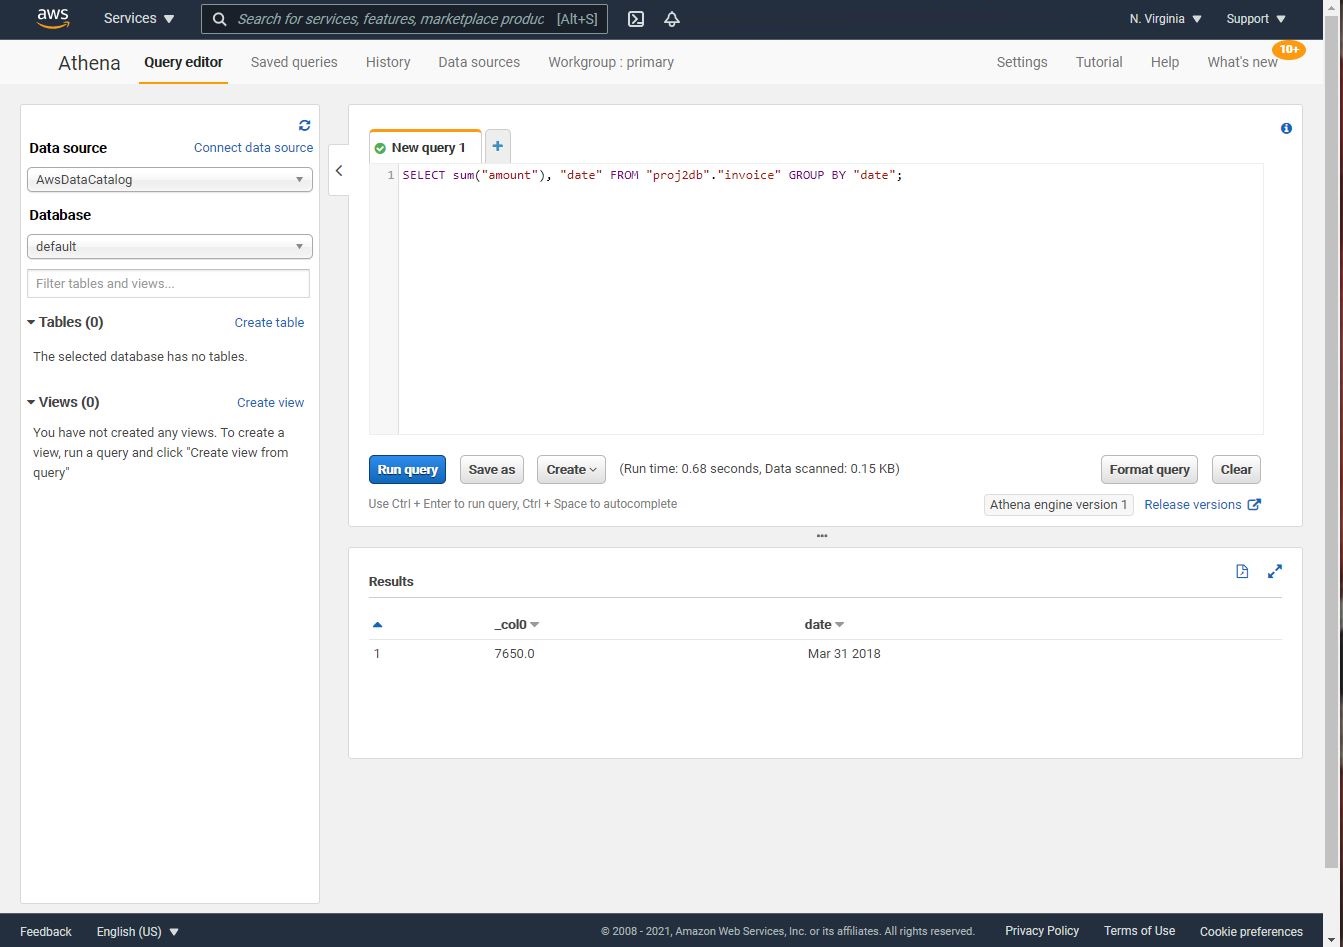 aws Services Search for services, features, marketplace produc [Alt+S] N. Virginia Support
Athena Query editor Saved queries History Data sources Workgroup : primary Settings Tutorial Help What's new 10+
Data source Connect data source
AwsDataCatalog
Database
default
Filter tables and views...
Tables (0) Create table
The selected database has no tables.
Views (0) Create view
You have not created any views. To create a
view, run a query and click "Create view from
query"
New query 1 +
1 SELECT sum("amount"), "date" FROM "proj2db"."invoice" GROUP BY "date";
Run query Save as Create (Run time: 0.68 seconds, Data scanned: 0.15 KB) Format query Clear
Use Ctrl + Enter to run query, Ctrl + Space to autocomplete Athena engine version 1 Release versions
Results
_col0 date
1 7650.0 Mar 31 2018
Feedback English (US) © 2008 - 2021, Amazon Web Services, Inc. or its affiliates. All rights reserved. Privacy Policy Terms of Use Cookie preferences